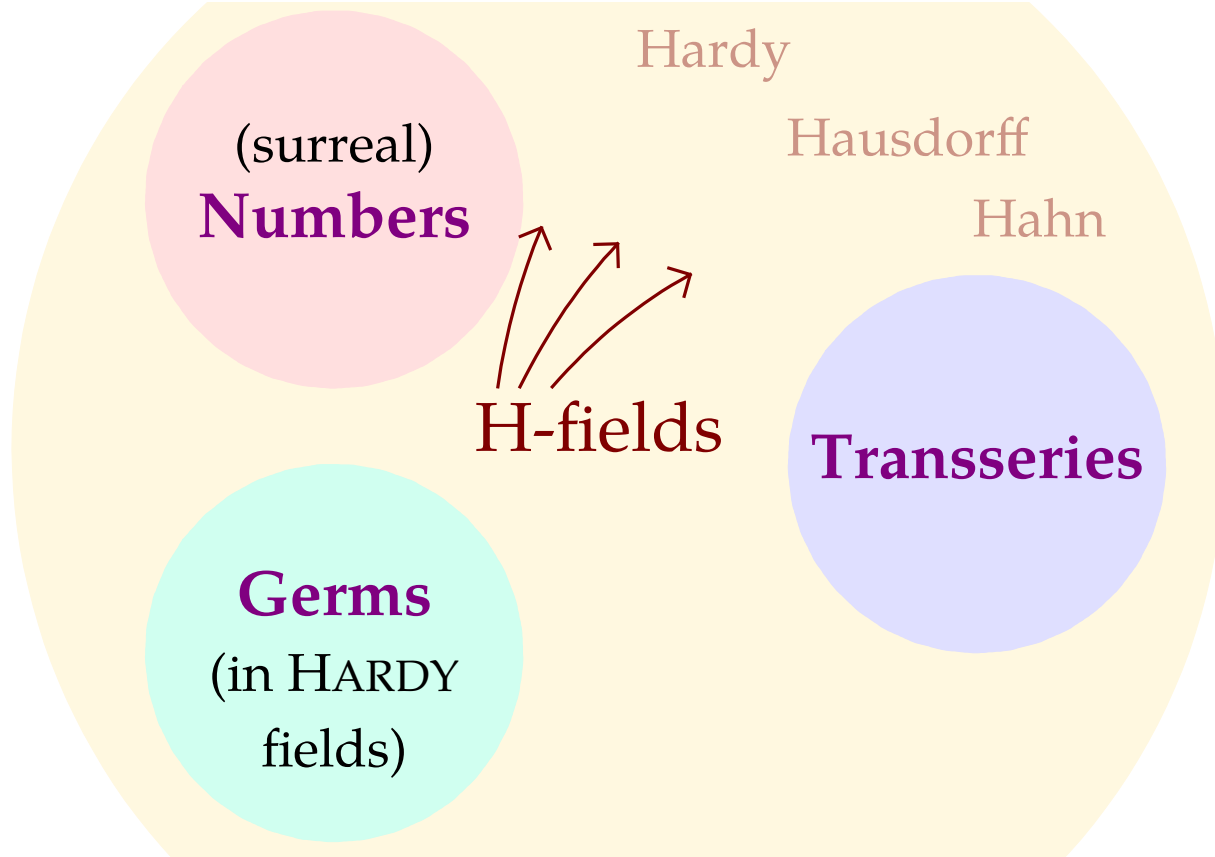 Hardy
Hausdorff
Hahn
(surreal)
Numbers
H-fields
Transseries
Germs
(in HARDY
fields)